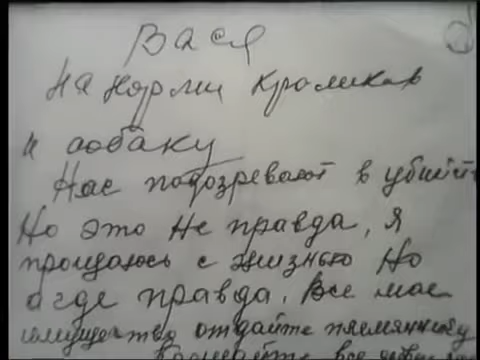 Вася
На корми кроликов
и собаку
Нас подозревают в убийст
Но это не правда, я
прощаюсь с жизнью Но
а где правда. Все мое
имущество отдайте племяннику